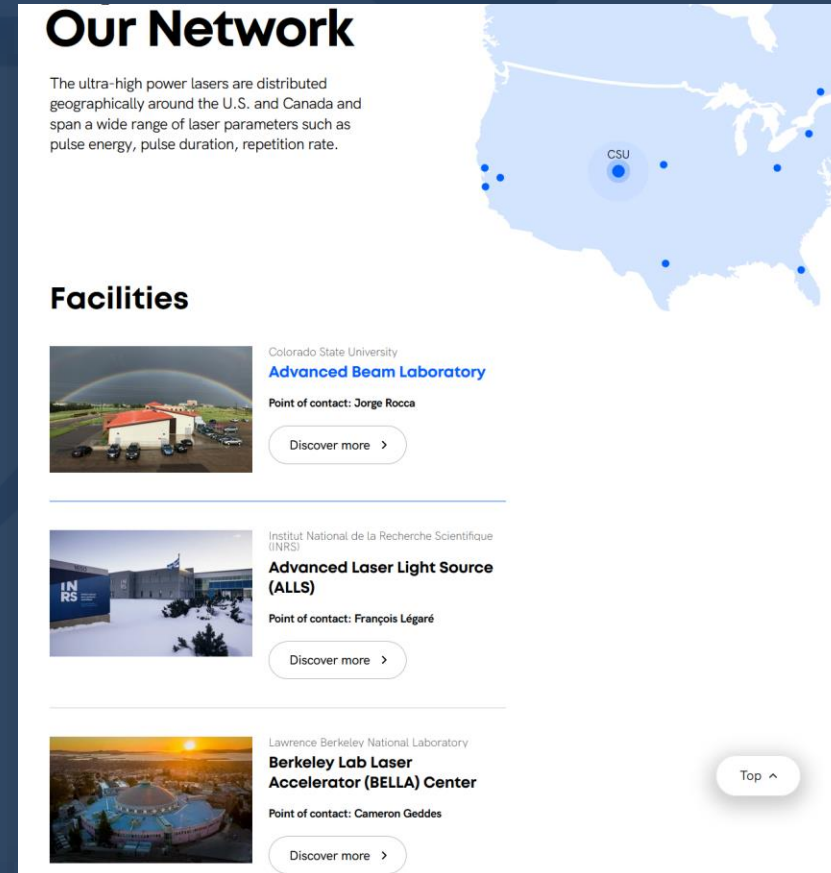 Our Network
The ultra-high power lasers are distributed
geographically around the U.S. and Canada and
span a wide range of laser parameters such as
pulse energy, pulse duration, repetition rate.
CSU
Facilities
Colorado State University
Advanced Beam Laboratory
Point of contact: Jorge Rocca
Discover more >
Institut National de la Recherche Scientifique
(INRS)
Advanced Laser Light Source
(ALLS)
Point of contact: François Légaré
Discover more >
IN
RS
Lawrence Berkeley National Laboratory
Berkeley Lab Laser
Accelerator (BELLA) Center
Point of contact: Cameron Geddes
Discover more >
Top ^